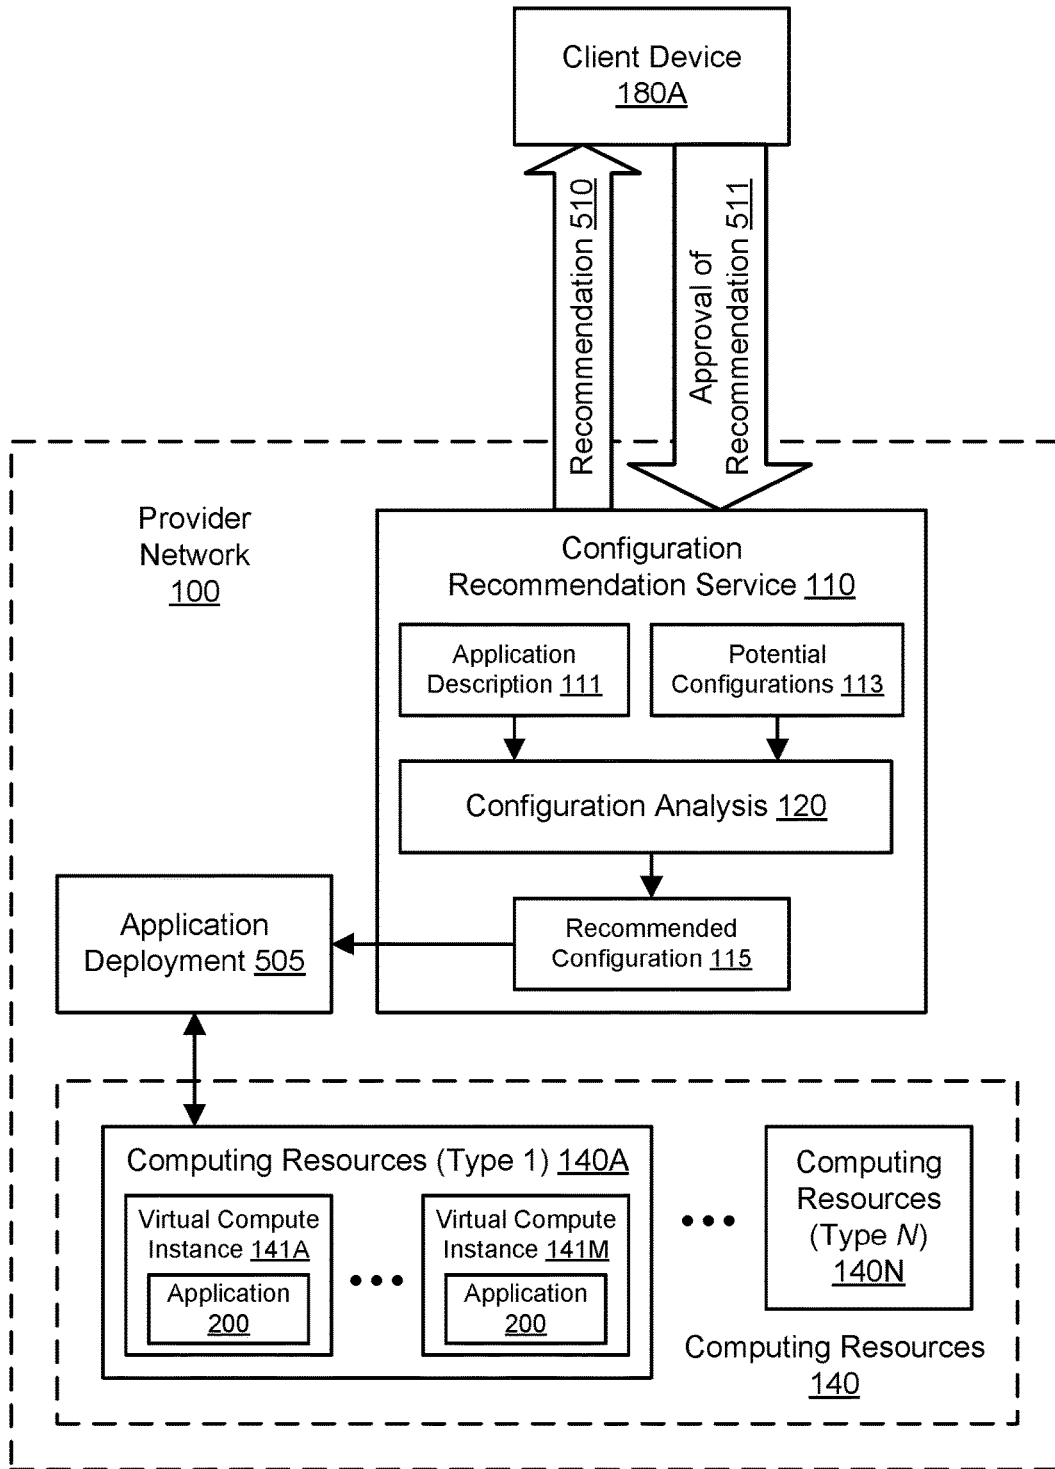 Client Device
180A
Recommendation 510
Approval of
Recommendation 511
Provider
Network
100
Configuration
Recommendation Service 110
Application
Description 111
Potential
Configurations 113
Configuration Analysis 120
Recommended
Configuration 115
Application
Deployment 505
Computing Resources (Type 1) 140A
Virtual Compute
Instance 141A
Application
200
Virtual Compute
Instance 141M
Application
200
Computing
Resources
(Type N)
140N
Computing Resources
140